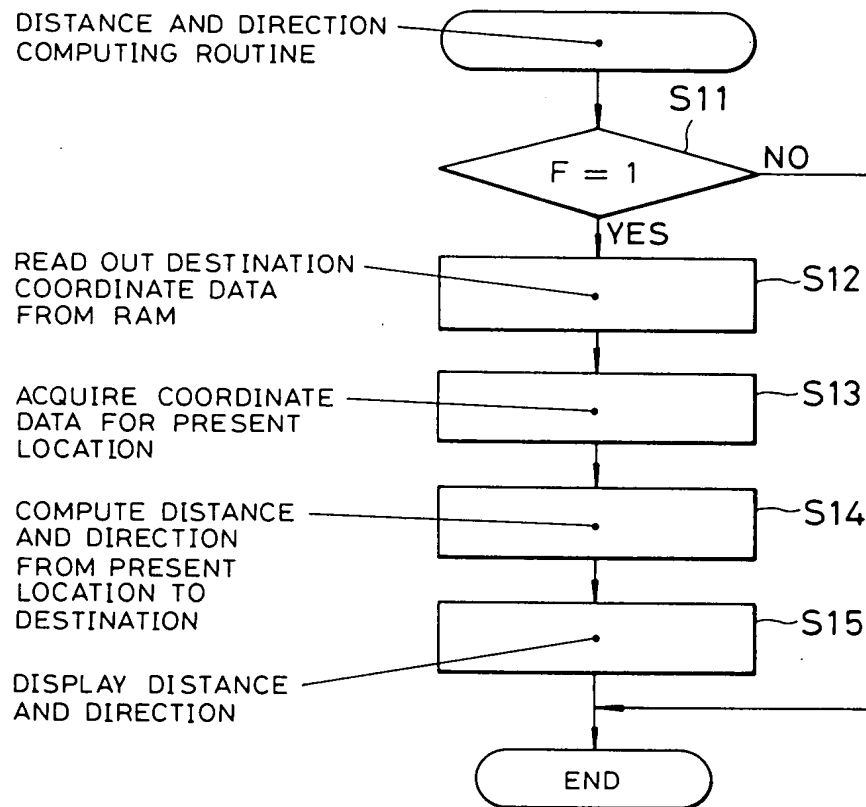 DISTANCE AND DIRECTION
COMPUTING ROUTINE
S11
F = 1
NO
YES
READ OUT DESTINATION
COORDINATE DATA
FROM RAM
S12
ACQUIRE COORDINATE
DATA FOR PRESENT
LOCATION
S13
COMPUTE DISTANCE
AND DIRECTION
FROM PRESENT
LOCATION TO
DESTINATION
S14
S15
DISPLAY DISTANCE
AND DIRECTION
END